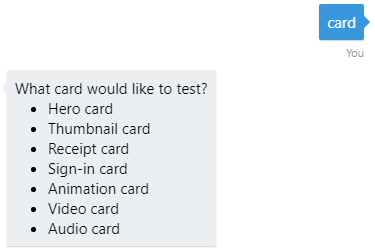 card
You
What card would like to test?
• Hero card
• Thumbnail card
• Receipt card
• Sign-in card
• Animation card
• Video card
• Audio card